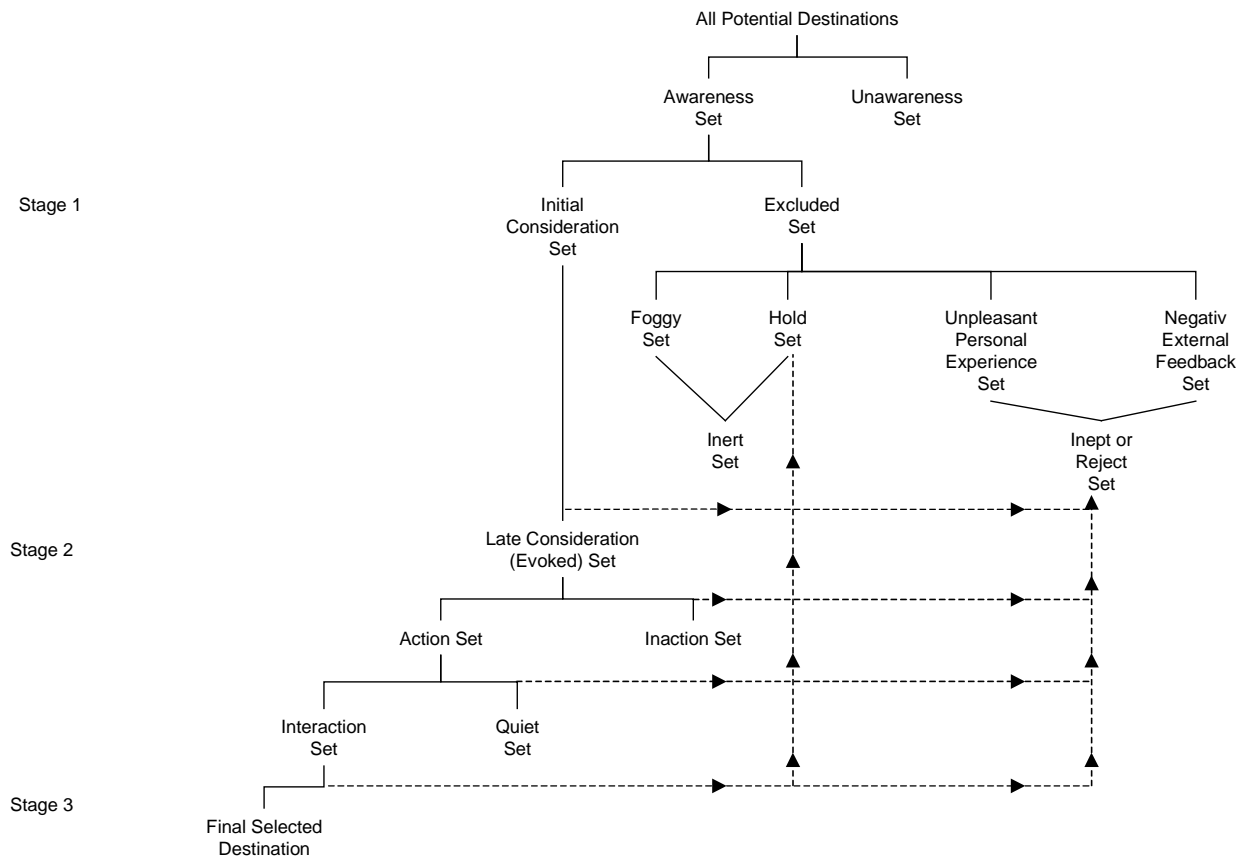 All Potential Destinations
Awareness
Set
Unawareness
Set
Stage 1
Initial
Consideration
Set
Excluded
Set
Foggy
Set
Hold
Set
Unpleasant
Personal
Experience
Set
Negativ
External
Feedback
Set
Inert
Set
Inept or
Reject
Set
Stage 2
Late Consideration
(Evoked) Set
Action Set
Inaction Set
Interaction
Set
Quiet
Set
Stage 3
Final Selected
Destination